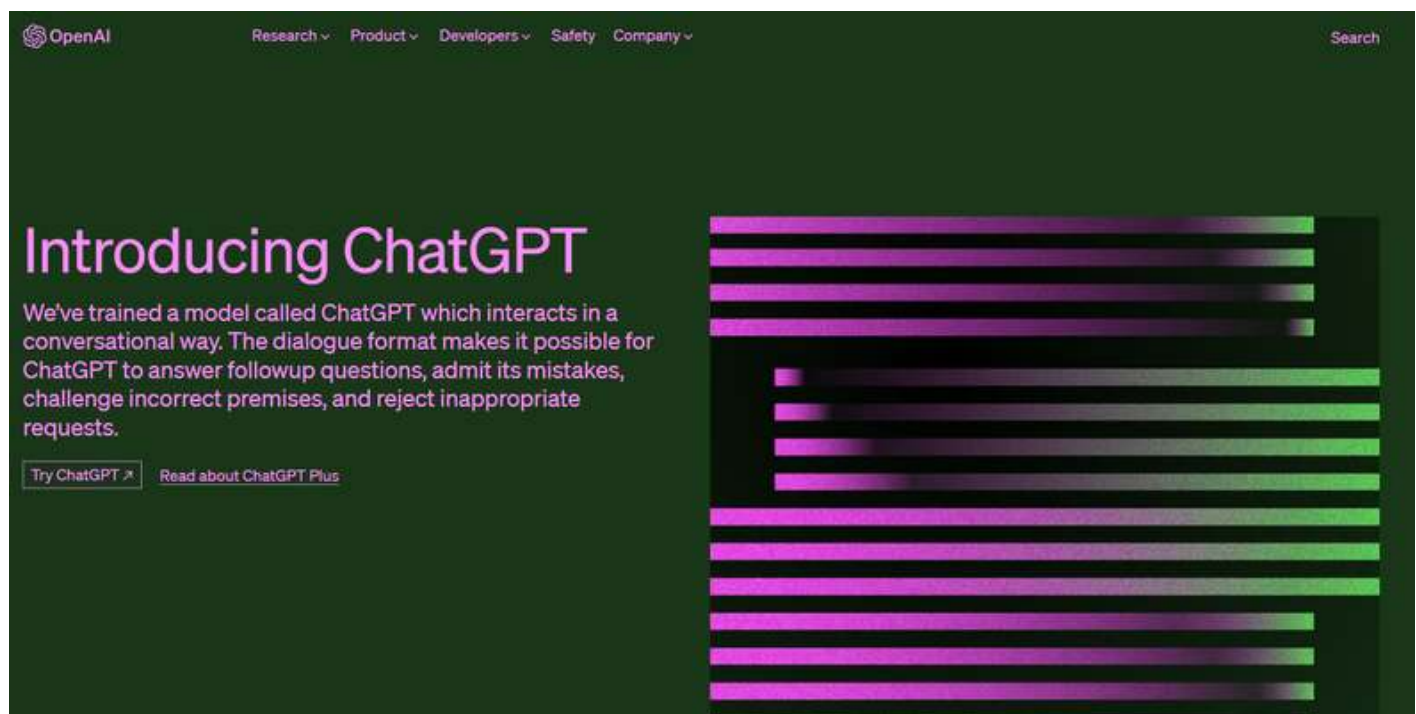 OpenAI Research Product Developers Safety Company Search
Introducing ChatGPT
We've trained a model called ChatGPT which interacts in a
conversational way. The dialogue format makes it possible for
ChatGPT to answer followup questions, admit its mistakes,
challenge incorrect premises, and reject inappropriate
requests.
Try ChatGPT ↗ Read about ChatGPT Plus